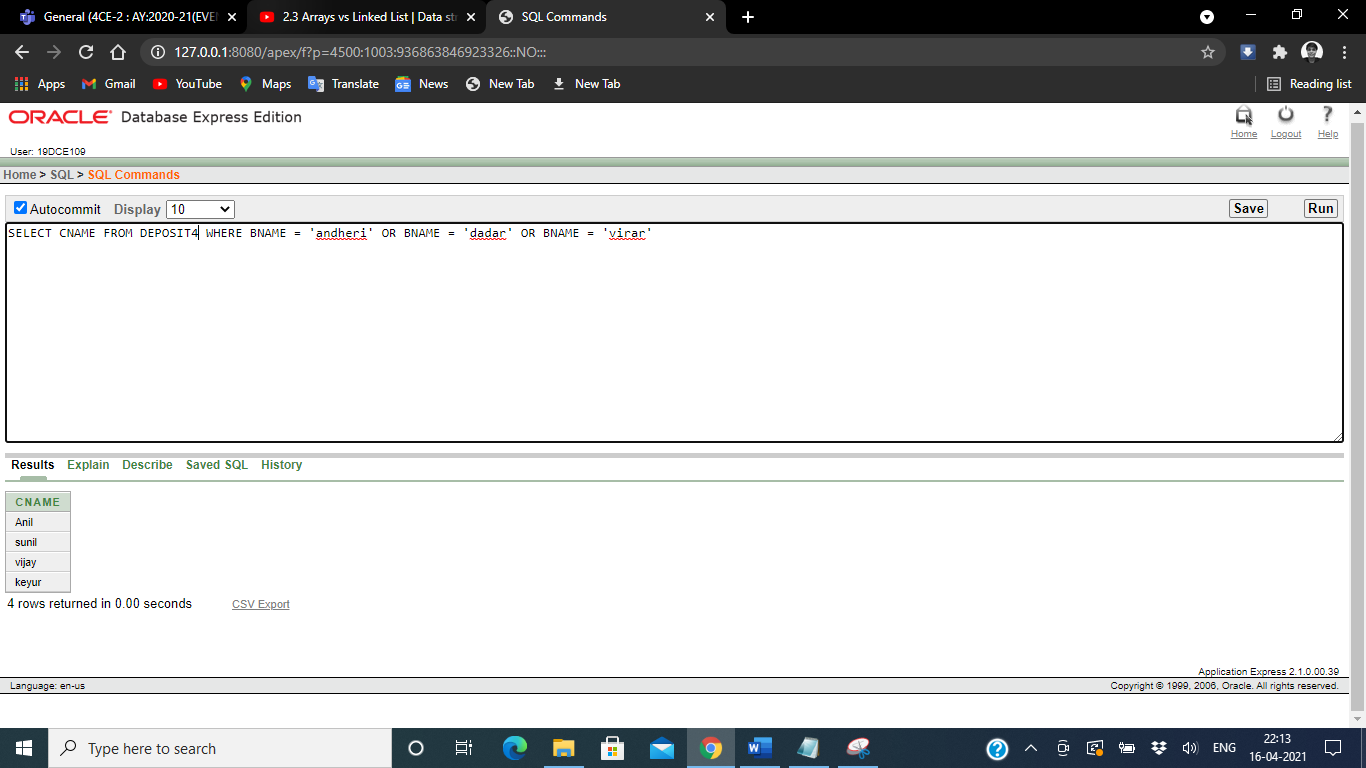 General (4CE-2 : AY:2020-21(EVE
2.3 Arrays vs Linked List | Data str
SQL Commands
127.0.0.1:8080/apex/f?p=4500:1003:936863846923326::NO:::
Apps Gmail YouTube Maps Translate News New Tab New Tab Reading list
ORACLE Database Express Edition
Home Logout Help
User: 19DCE109
Home > SQL > SQL Commands
Autocommit Display 10 Save Run
SELECT CNAME FROM DEPOSIT4 WHERE BNAME = 'andheri' OR BNAME = 'dadar' OR BNAME = 'virar'
Results Explain Describe Saved SQL History
CNAME
Anil
sunil
vijay
keyur
4 rows returned in 0.00 seconds CSV Export
Application Express 2.1.0.00.39
Language: en-us Copyright © 1999, 2006, Oracle. All rights reserved.
Type here to search
ENG
22:13
16-04-2021